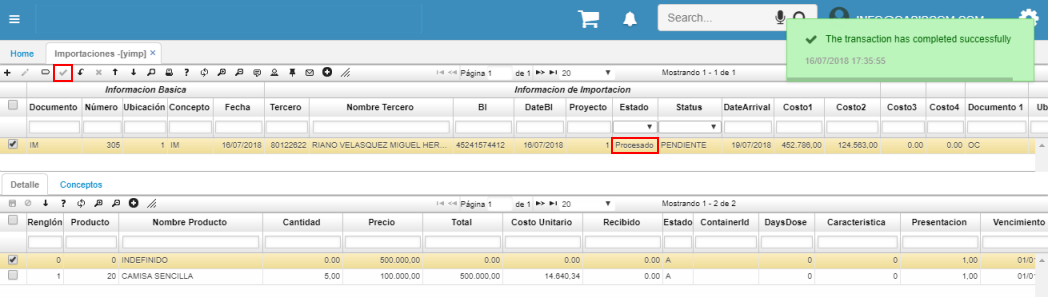 Search...
INFO@OASISCOM.COM
The transaction has completed successfully
16/07/2018 17:35:55
Home
Importaciones -[yimp] ×
Página 1 de 1 20 Mostrando 1 - 1 de 1
Informacion Basica Informacion de Importacion
Documento Número Ubicación Concepto Fecha Tercero Nombre Tercero BI DateBI Proyecto Estado Status DateArrival Costo1 Costo2 Costo3 Costo4 Documento 1 Ub
IM 305 1 IM 16/07/2018 80122622 RIANO VELASQUEZ MIGUEL HER... 45241574412 16/07/2018 1 Procesado PENDIENTE 19/07/2018 452.786,00 124.563,00 0.00 0.00 OC
Detalle Conceptos
Página 1 de 1 20 Mostrando 1 - 2 de 2
Renglón Producto Nombre Producto Cantidad Precio Total Costo Unitario Recibido Estado ContainerId DaysDose Caracteristica Presentacion Vencimiento
0 0 INDEFINIDO 0.00 500.000,00 0.00 0.00 0.00 A 0 0 1,00 01/0
1 20 CAMISA SENCILLA 5,00 100.000,00 500.000,00 14.640,34 0.00 A 0 0 1,00 01/0